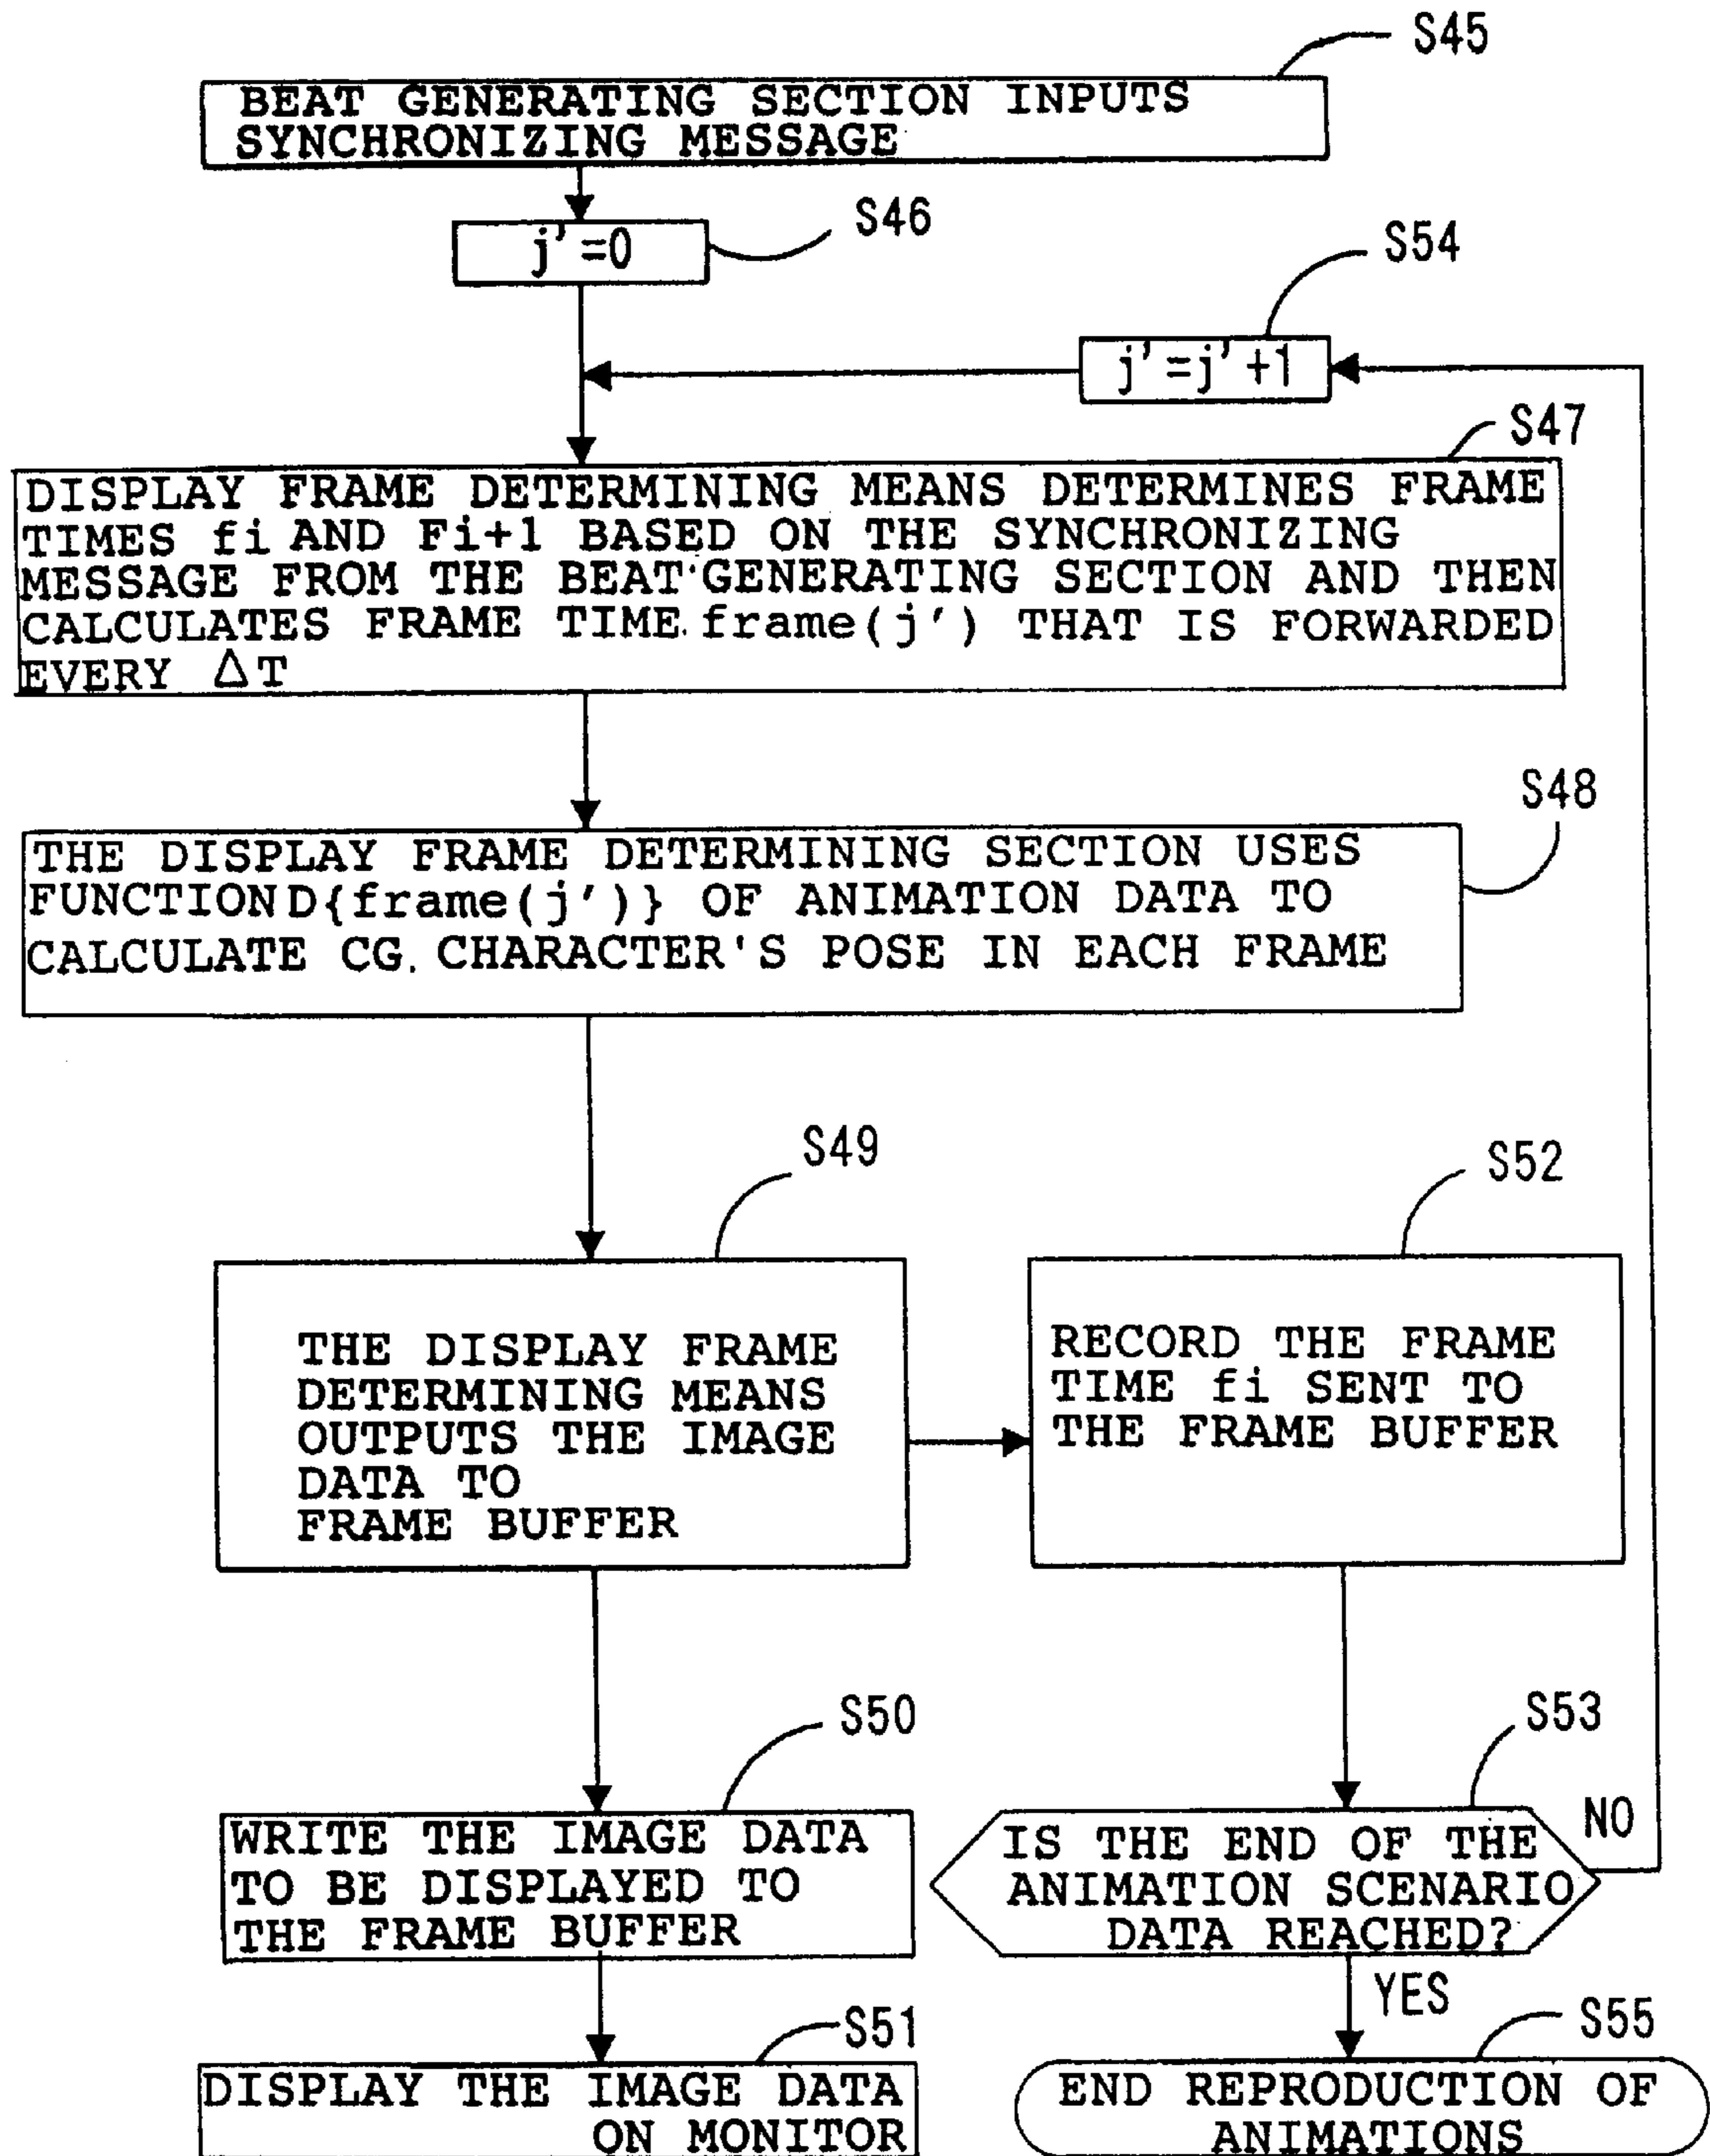 S45
BEAT GENERATING SECTION INPUTS
SYNCHRONIZING MESSAGE
S46
j'=0
S54
j'=j'+1
S47
DISPLAY FRAME DETERMINING MEANS DETERMINES FRAME
TIMES fi AND Fi+1 BASED ON THE SYNCHRONIZING
MESSAGE FROM THE BEAT GENERATING SECTION AND THEN
CALCULATES FRAME TIME frame(j') THAT IS FORWARDED
EVERY △T
S48
THE DISPLAY FRAME DETERMINING SECTION USES
FUNCTION D{frame(j')} OF ANIMATION DATA TO
CALCULATE CG. CHARACTER'S POSE IN EACH FRAME
S49
THE DISPLAY FRAME
DETERMINING MEANS
OUTPUTS THE IMAGE
DATA TO
FRAME BUFFER
S52
RECORD THE FRAME
TIME fi SENT TO
THE FRAME BUFFER
S50
WRITE THE IMAGE DATA
TO BE DISPLAYED TO
THE FRAME BUFFER
S53
IS THE END OF THE
ANIMATION SCENARIO
DATA REACHED?
NO
YES
S51
DISPLAY THE IMAGE DATA
ON MONITOR
S55
END REPRODUCTION OF
ANIMATIONS